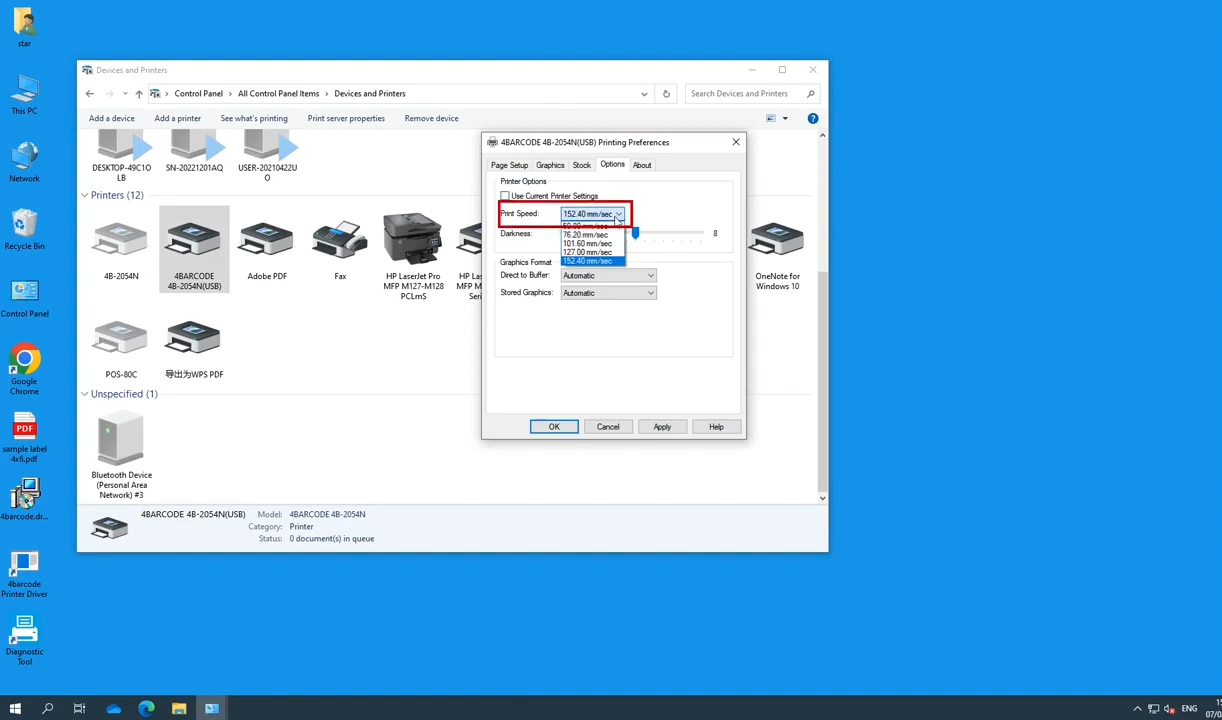 star
This PC
Network
Recycle Bin
Control Panel
Google
Chrome
PDF
sample label
4x6.pdf
4barcode.dr...
4barcode
Printer Driver
Diagnostic
Tool
Devices and Printers
Control Panel > All Control Panel Items > Devices and Printers
Search Devices and Printers
Add a device
Add a printer
See what's printing
Print server properties
Remove device
DESKTOP-49C1O
LB
SN-20221201AQ
USER-20210422U
O
Printers (12)
4B-2054N
4BARCODE
4B-2054N(USB)
Adobe PDF
Fax
HP LaserJet Pro
MFP M127-M128
PCLmS
HP La
MFP M
Seri
OneNote for
Windows 10
POS-80C
导出为WPS PDF
Unspecified (1)
Bluetooth Device
(Personal Area
Network) #3
4BARCODE 4B-2054N(USB)
Model: 4BARCODE 4B-2054N
Category: Printer
Status: 0 document(s) in queue
4BARCODE 4B-2054N(USB) Printing Preferences
Page Setup
Graphics
Stock
Options
About
Printer Options
Use Current Printer Settings
Print Speed: 152.40 mm/sec
76.20 mm/sec
101.60 mm/sec
127.00 mm/sec
152.40 mm/sec
Darkness: 8
Graphics Format
Direct to Buffer: Automatic
Stored Graphics: Automatic
OK
Cancel
Apply
Help
ENG